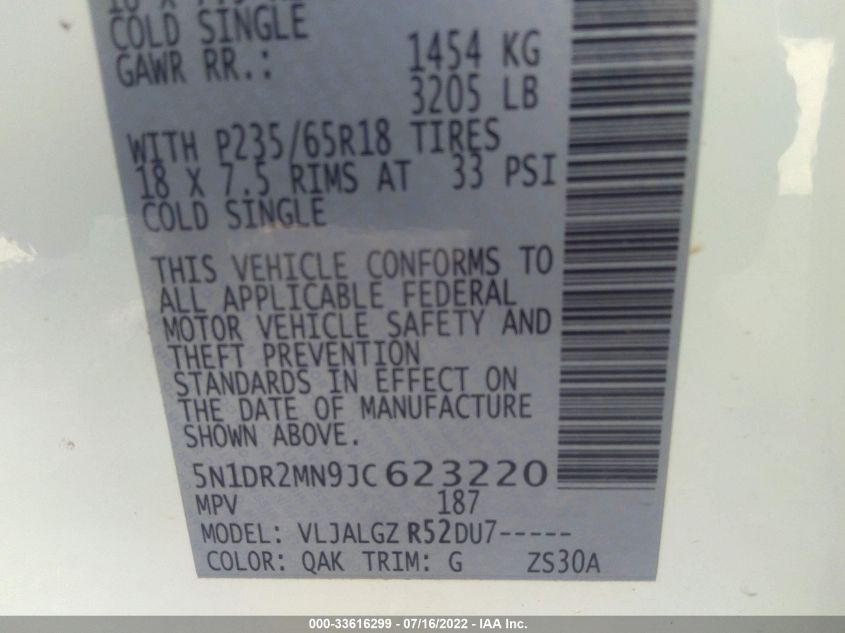 COLD SINGLE
GAWR RR.: 1454 KG
3205 LB
WITH P235/65R18 TIRES
18 X 7.5 RIMS AT 33 PSI
COLD SINGLE
THIS VEHICLE CONFORMS TO
ALL APPLICABLE FEDERAL
MOTOR VEHICLE SAFETY AND
THEFT PREVENTION
STANDARDS IN EFFECT ON
THE DATE OF MANUFACTURE
SHOWN ABOVE.
5N1DR2MN9JC623220
MPV 187
MODEL: VLJALGZ R52DU7-----
COLOR: QAK TRIM: G ZS30A
000-33616299 - 07/16/2022 - IAA Inc.